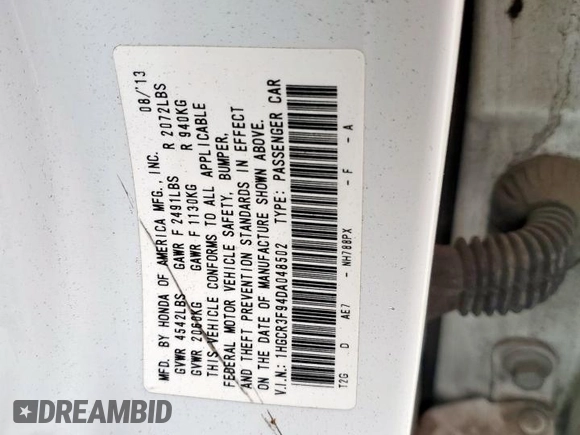 MFD. BY HONDA OF AMERICA MFG., INC. 08/'13
GVWR 4542LBS GAWR F 2491LBS R 2072LBS
GVWR 2060KG GAWR F 1130KG R 940KG
THIS VEHICLE CONFORMS TO ALL APPLICABLE
FEDERAL MOTOR VEHICLE SAFETY, BUMPER,
AND THEFT PREVENTION STANDARDS IN EFFECT
ON THE DATE OF MANUFACTURE SHOWN ABOVE.
V.I.N.: 1HGCR3F94DA048502 TYPE: PASSENGER CAR
T2G D AE7 - NH788PX - F - A
DREAMBID